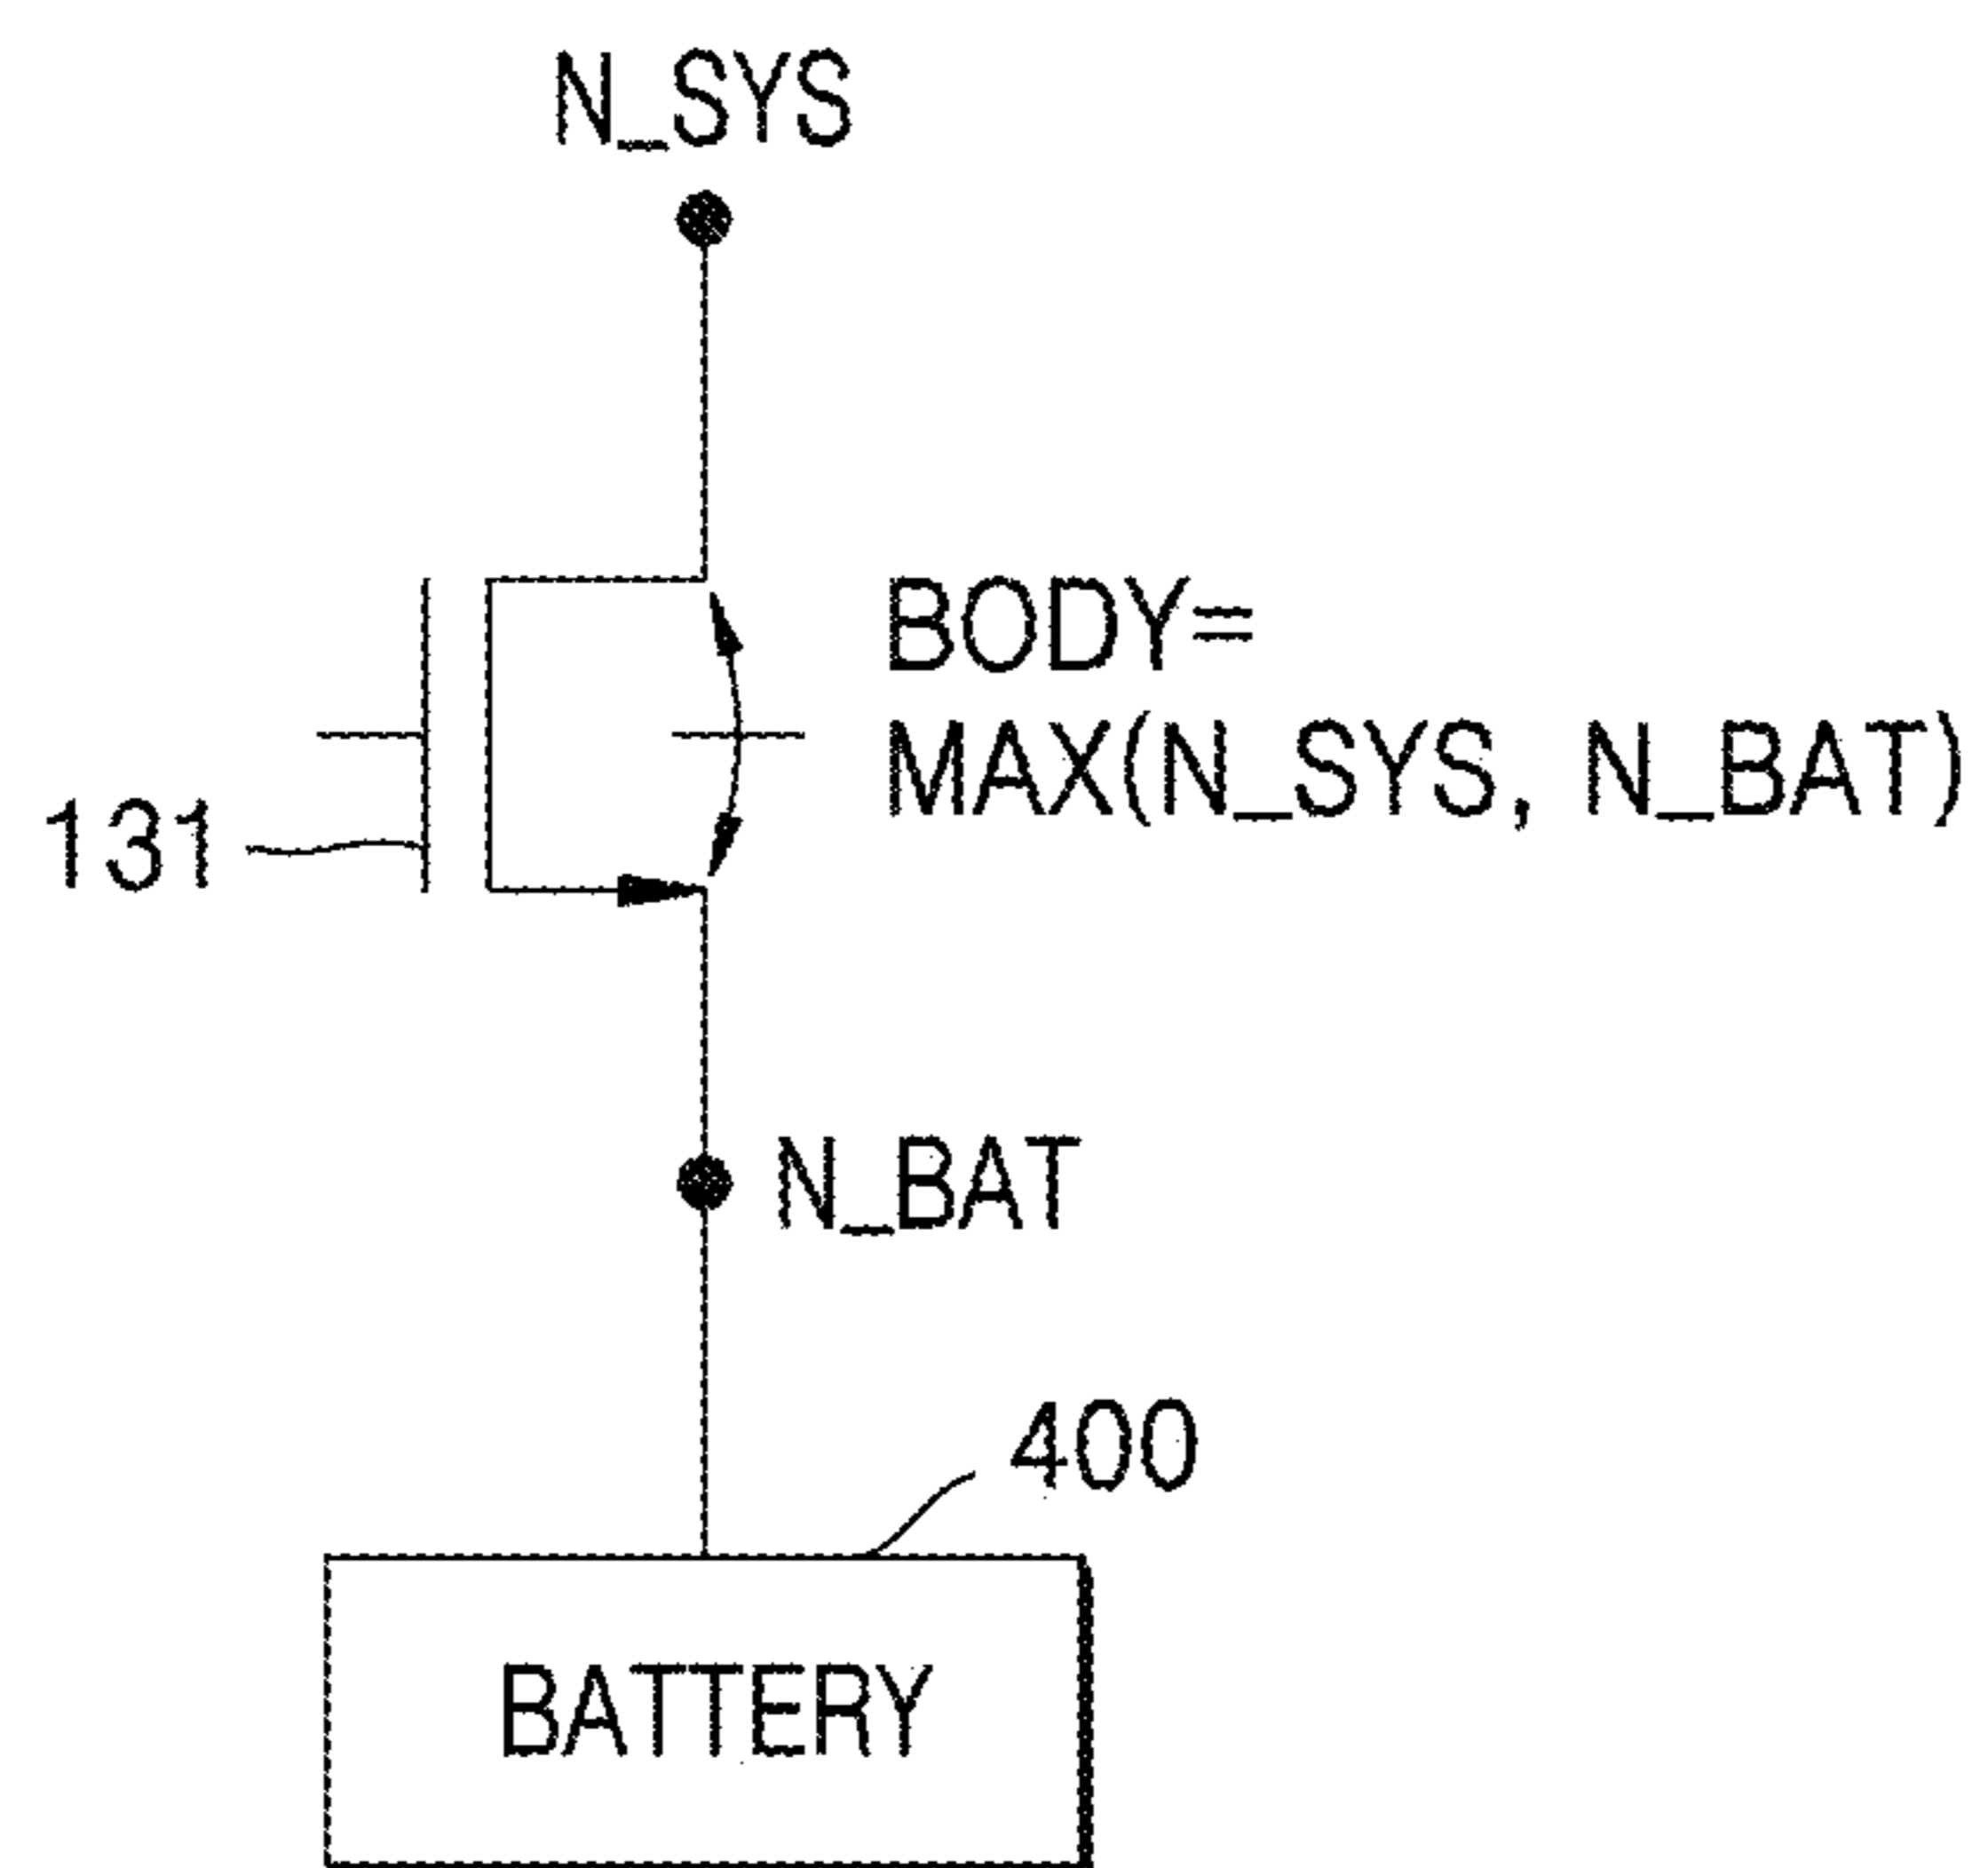 N_SYS
BODY=
MAX(N_SYS, N_BAT)
131
N_BAT
400
BATTERY